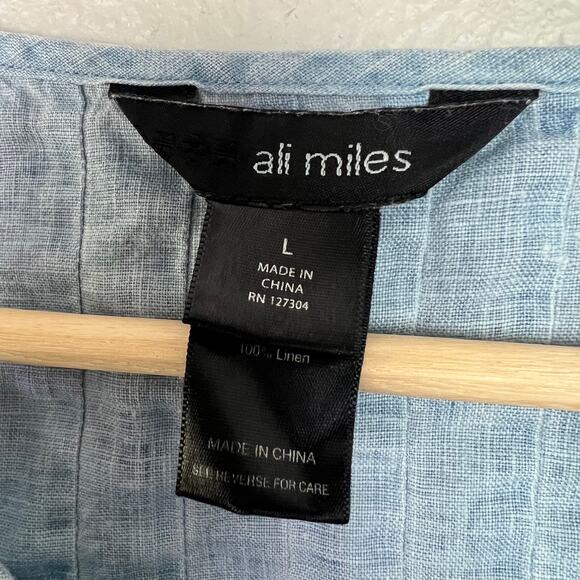 ali miles
L
MADE IN
CHINA
RN 127304
100% Linen
MADE IN CHINA
SEE REVERSE FOR CARE